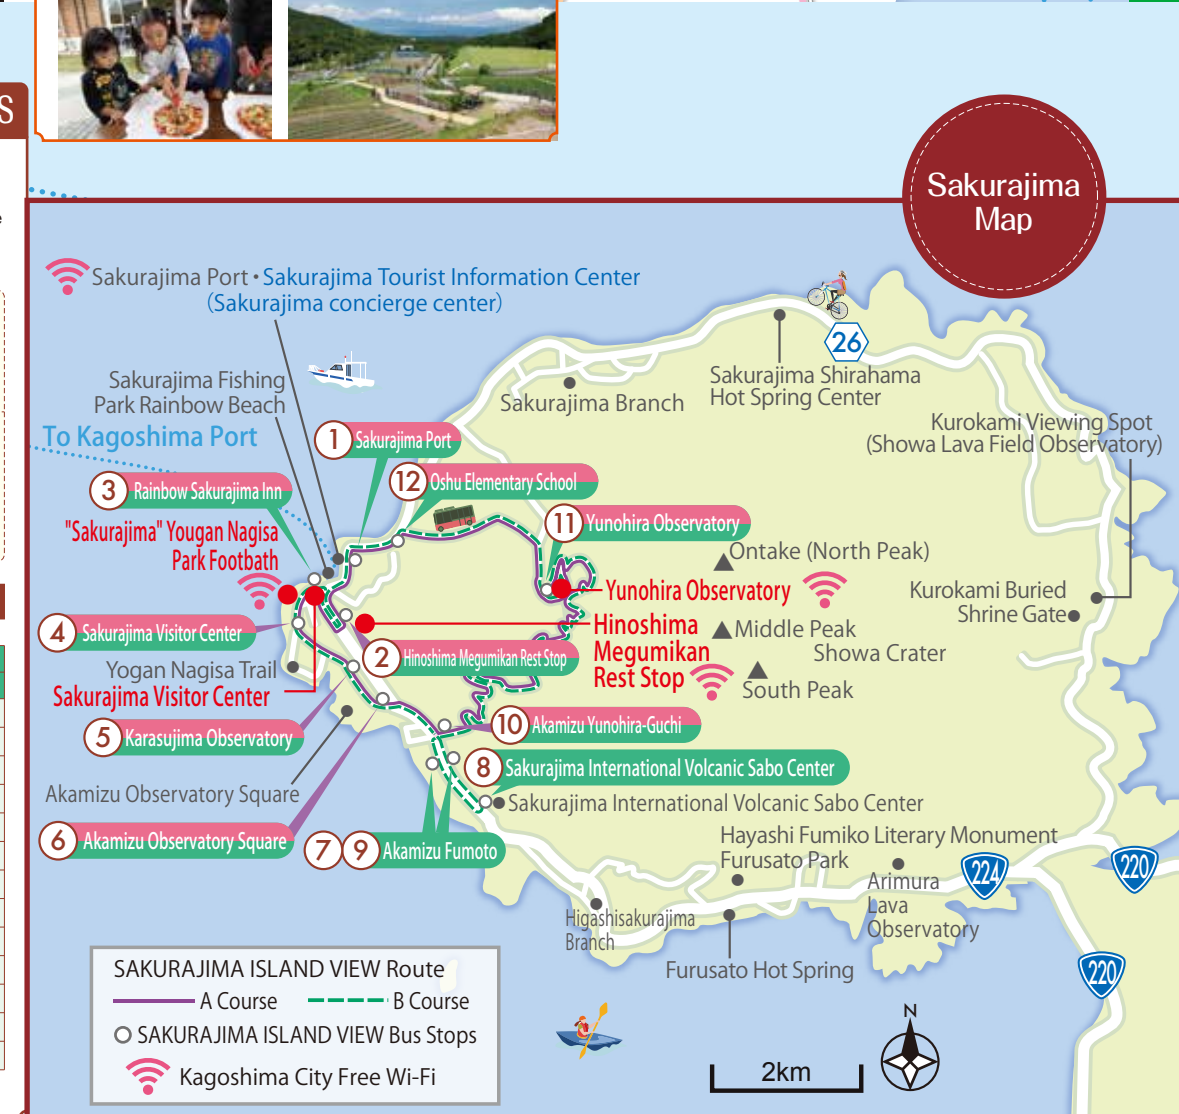 S
e
Sakurajima
Map
Sakurajima Port・Sakurajima Tourist Information Center
(Sakurajima concierge center)
26
Sakurajima Fishing
Park Rainbow Beach
Sakurajima Branch
Sakurajima Shirahama
Hot Spring Center
Kurokami Viewing Spot
(Showa Lava Field Observatory)
To Kagoshima Port
1 Sakurajima Port
12 Oshu Elementary School
3 Rainbow Sakurajima Inn
11 Yunohira Observatory
"Sakurajima" Yougan Nagisa
Park Footbath
Ontake (North Peak)
Yunohira Observatory
Kurokami Buried
Shrine Gate
4 Sakurajima Visitor Center
Hinoshima
Megumikan
Rest Stop
Middle Peak
Showa Crater
2 Hinoshima Megumikan Rest Stop
Yogan Nagisa Trail
Sakurajima Visitor Center
South Peak
5 Karasujima Observatory
10 Akamizu Yunohira-Guchi
8 Sakurajima International Volcanic Sabo Center
Akamizu Observatory Square
Sakurajima International Volcanic Sabo Center
6 Akamizu Observatory Square
7 9 Akamizu Fumoto
Hayashi Fumiko Literary Monument
Furusato Park
Arimura
Lava
Observatory
224
220
Higashisakurajima
Branch
Furusato Hot Spring
220
SAKURAJIMA ISLAND VIEW Route
A Course
B Course
SAKURAJIMA ISLAND VIEW Bus Stops
Kagoshima City Free Wi-Fi
2km
N